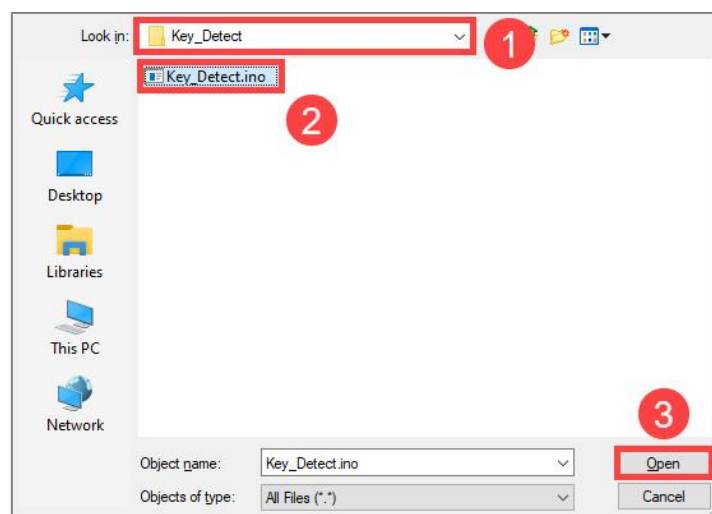 Look in: Key_Detect
1
Key_Detect.ino
2
Quick access
Desktop
Libraries
This PC
Network
3
Object name: Key_Detect.ino Open
Objects of type: All Files (*.*) Cancel